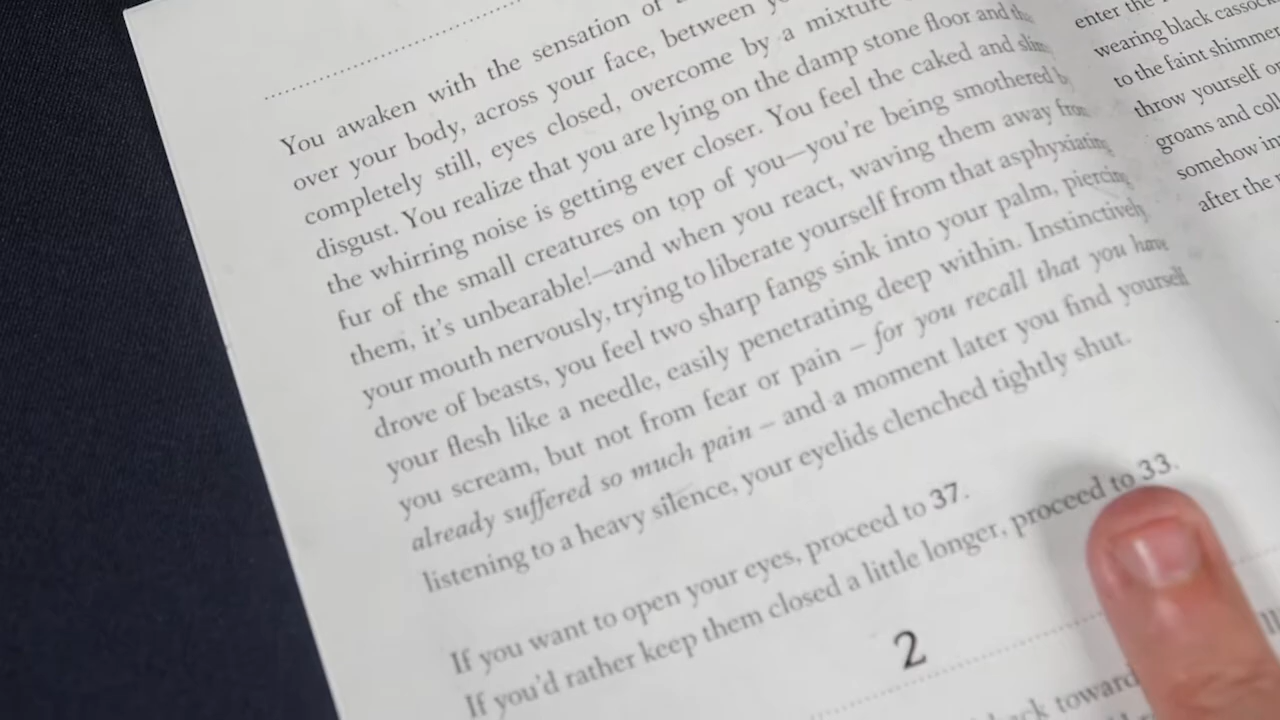 You awaken with the sensation of
over your body, across your face, between
completely still, eyes closed, overcome by a mixture
disgust. You realize that you are lying on the damp stone floor and the
the whirring noise is getting ever closer. You feel the caked and
fur of the small creatures on top of you—you're being smothered by
them, it's unbearable!—and when you react, waving them away from
your mouth nervously, trying to liberate yourself from that asphyxiating
drove of beasts, you feel two sharp fangs sink into your palm, piercing
your flesh like a needle, easily penetrating deep within. Instinctively
you scream, but not from fear or pain – for you recall that you have
already suffered so much pain – and a moment later you find yourself
listening to a heavy silence, your eyelids clenched tightly shut.
If you want to open your eyes, proceed to 37.
If you'd rather keep them closed a little longer, proceed to 33.
2
back toward
enter the
wearing black
to the faint shimmer
throw yourself
groans and
somehow
after the